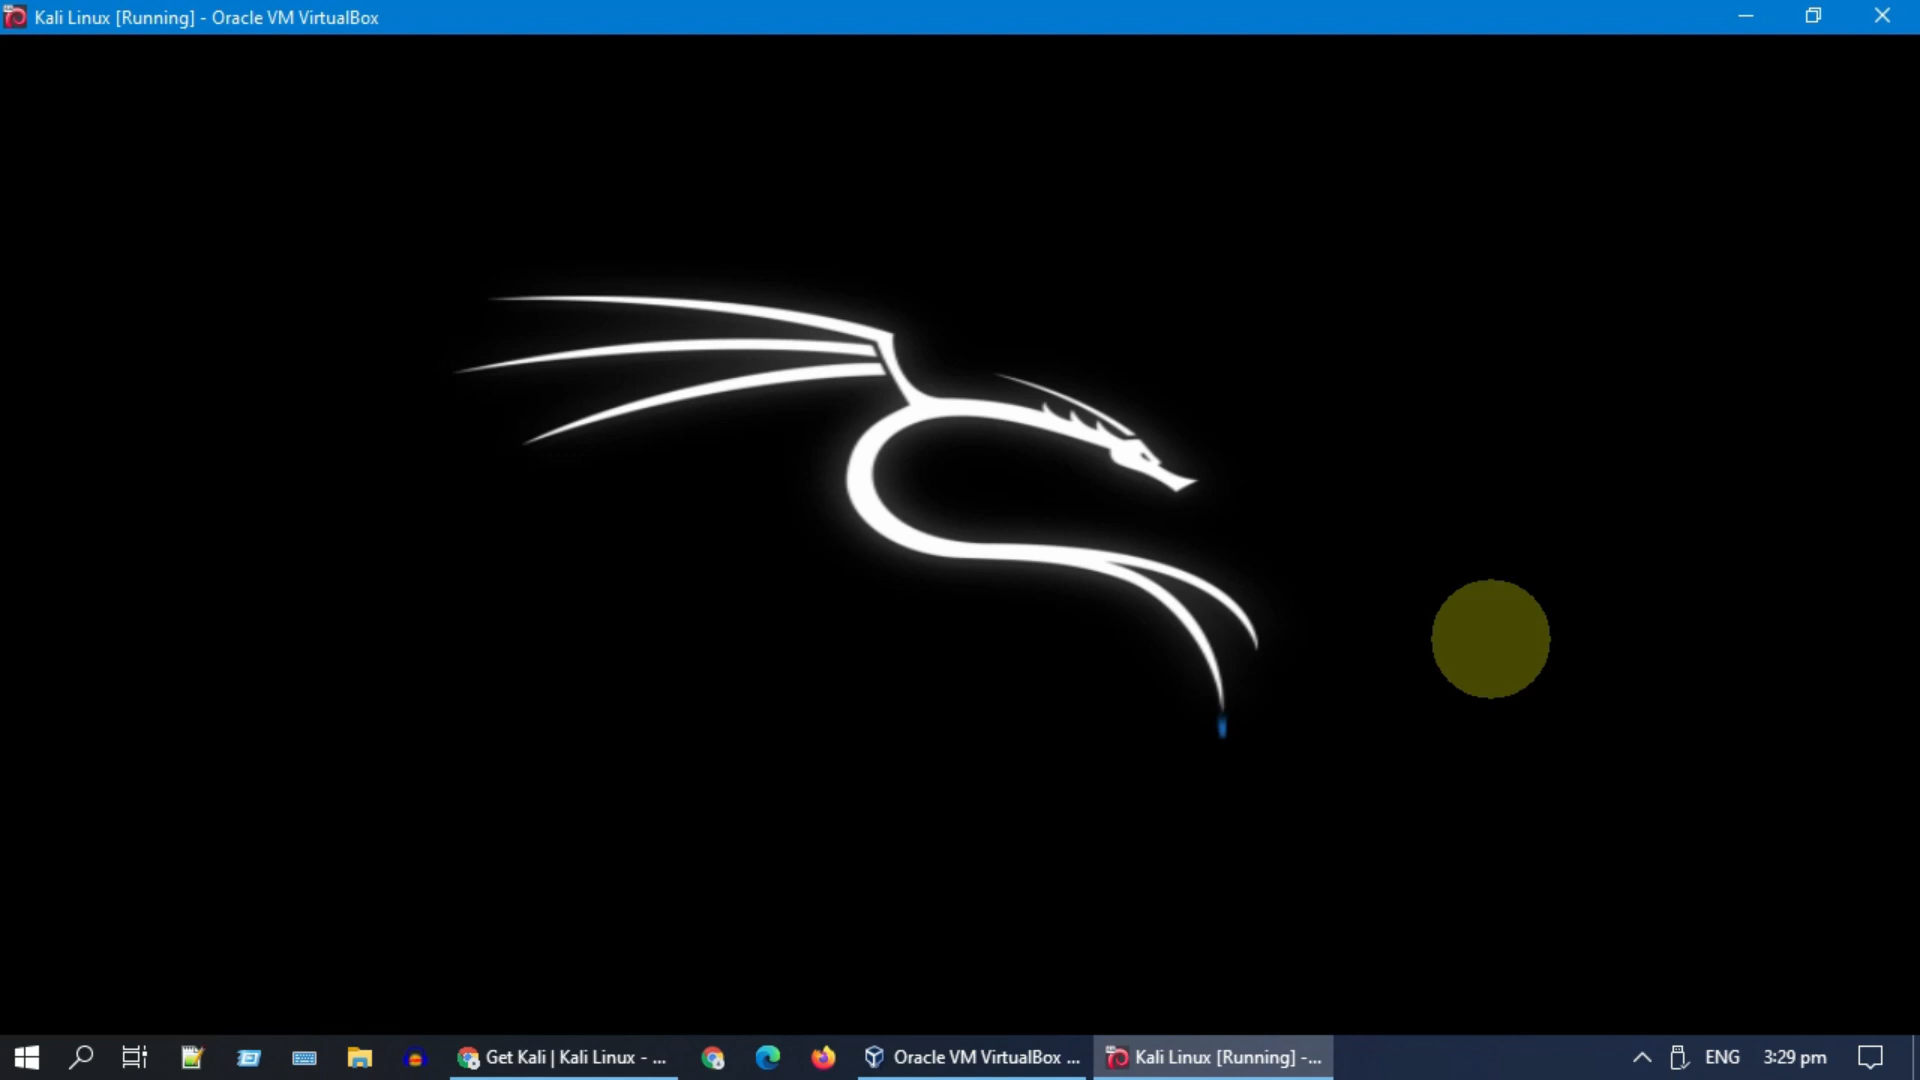 Kali Linux [Running] - Oracle VM VirtualBox
Get Kali | Kali Linux - ...
Oracle VM VirtualBox ...
Kali Linux [Running] -...
ENG
3:29 pm